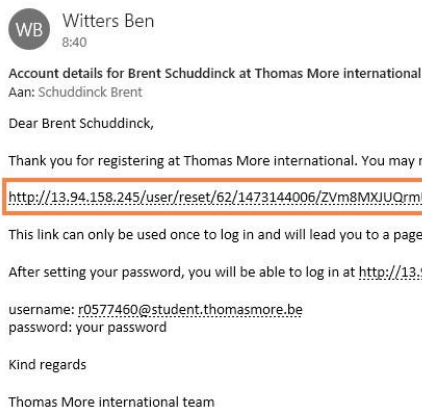 WB
Witters Ben
8:40
Account details for Brent Schuddinck at Thomas More international
Aan: Schuddinck Brent
Dear Brent Schuddinck,
Thank you for registering at Thomas More international. You may
http://13.94.158.245/user/reset/62/1473144006/ZVm8MXJUQrm
This link can only be used once to log in and will lead you to a page
After setting your password, you will be able to log in at http://13.
username: r0577460@student.thomasmore.be
password: your password
Kind regards
Thomas More international team